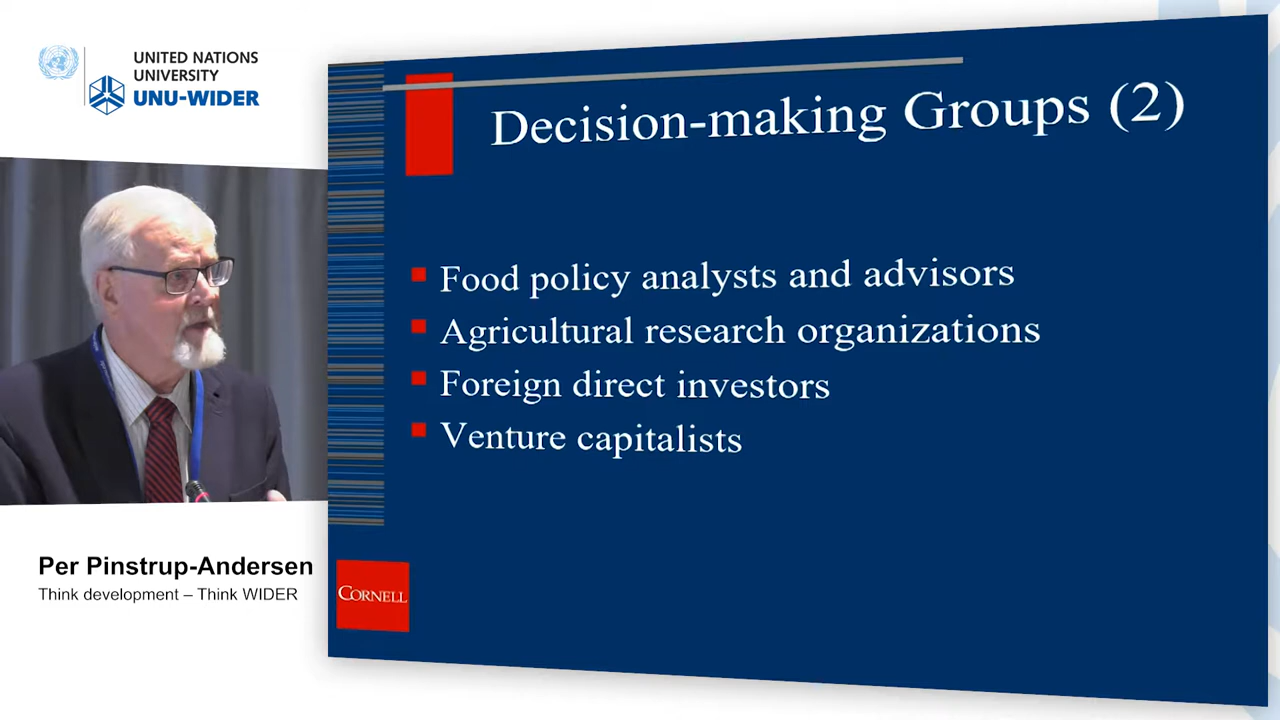 UNITED NATIONS
UNIVERSITY
UNU-WIDER
Decision-making Groups (2)
Food policy analysts and advisors
Agricultural research organizations
Foreign direct investors
Venture capitalists
CORNELL
Per Pinstrup-Andersen
Think development – Think WIDER